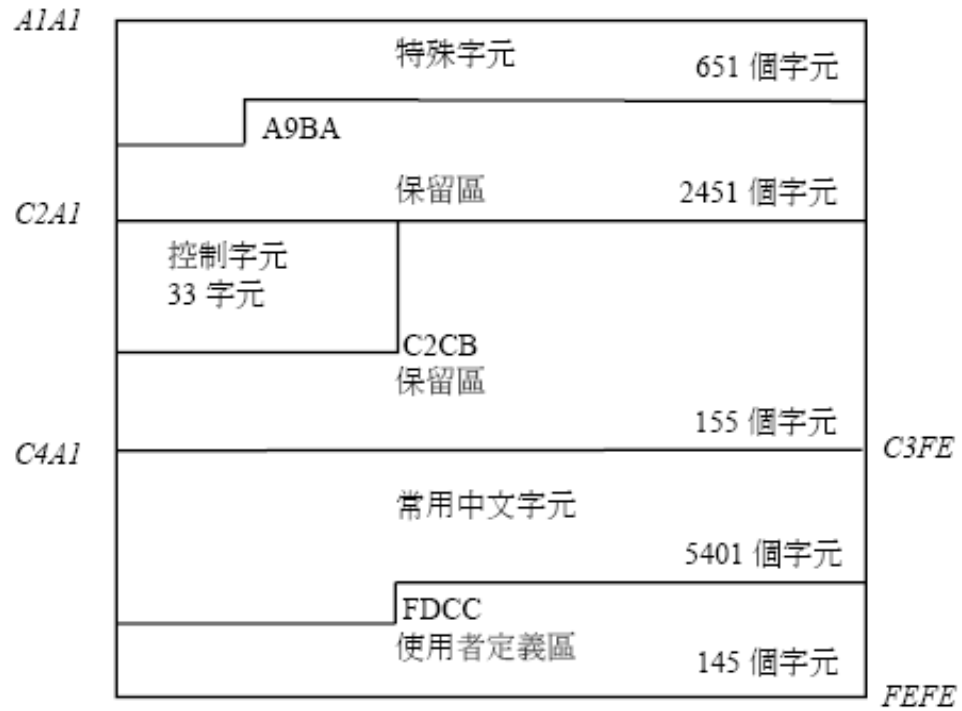 A1A1
特殊字元
651 個字元
A9BA
保留區
2451 個字元
C2A1
控制字元
33 字元
C2CB
保留區
155 個字元
C4A1
C3FE
常用中文字元
5401 個字元
FDCC
使用者定義區
145 個字元
FEFE